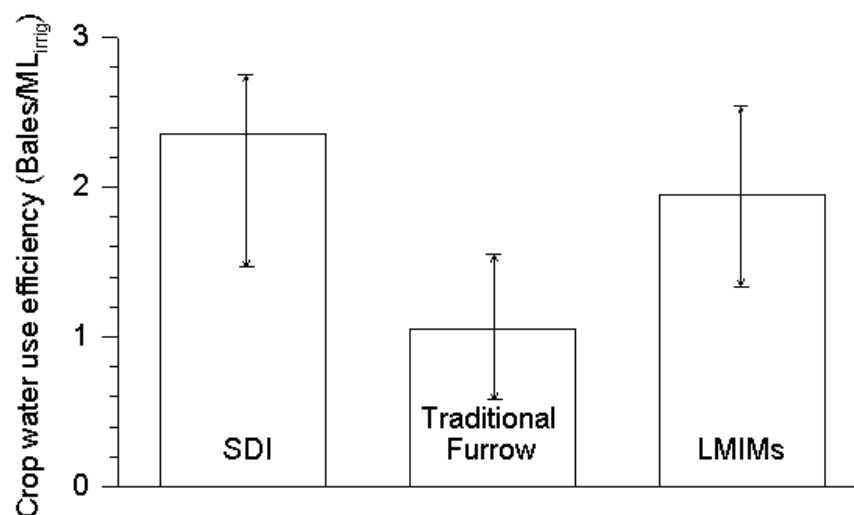 Crop water use efficiency (Bales/ML_irrig)
3
2
1
0
SDI
Traditional
Furrow
LMIMs